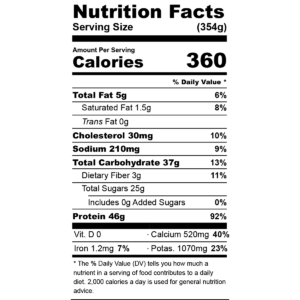 Nutrition Facts
Serving Size (354g)
Amount Per Serving
Calories 360
% Daily Value *
Total Fat 5g 6%
Saturated Fat 1.5g 8%
Trans Fat 0g
Cholesterol 30mg 10%
Sodium 210mg 9%
Total Carbohydrate 37g 13%
Dietary Fiber 3g 11%
Total Sugars 25g
Includes 0g Added Sugars 0%
Protein 46g 92%
Vit. D 0 · Calcium 520mg 40%
Iron 1.2mg 7% · Potas. 1070mg 23%
* The % Daily Value (DV) tells you how much a
nutrient in a serving of food contributes to a daily
diet. 2,000 calories a day is used for general nutrition
advice.